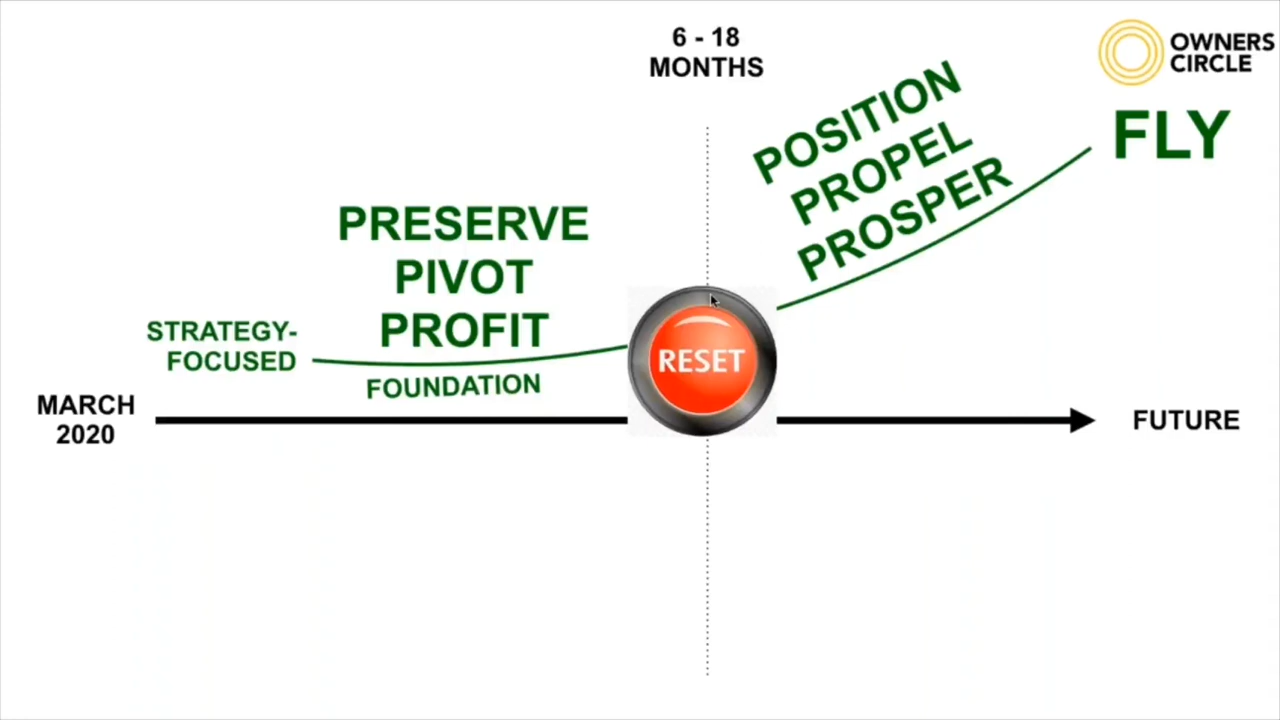 6 - 18
MONTHS
OWNERS
CIRCLE
POSITION
PROPEL
PROSPER
FLY
PRESERVE
PIVOT
PROFIT
STRATEGY-
FOCUSED
FOUNDATION
RESET
MARCH
2020
FUTURE